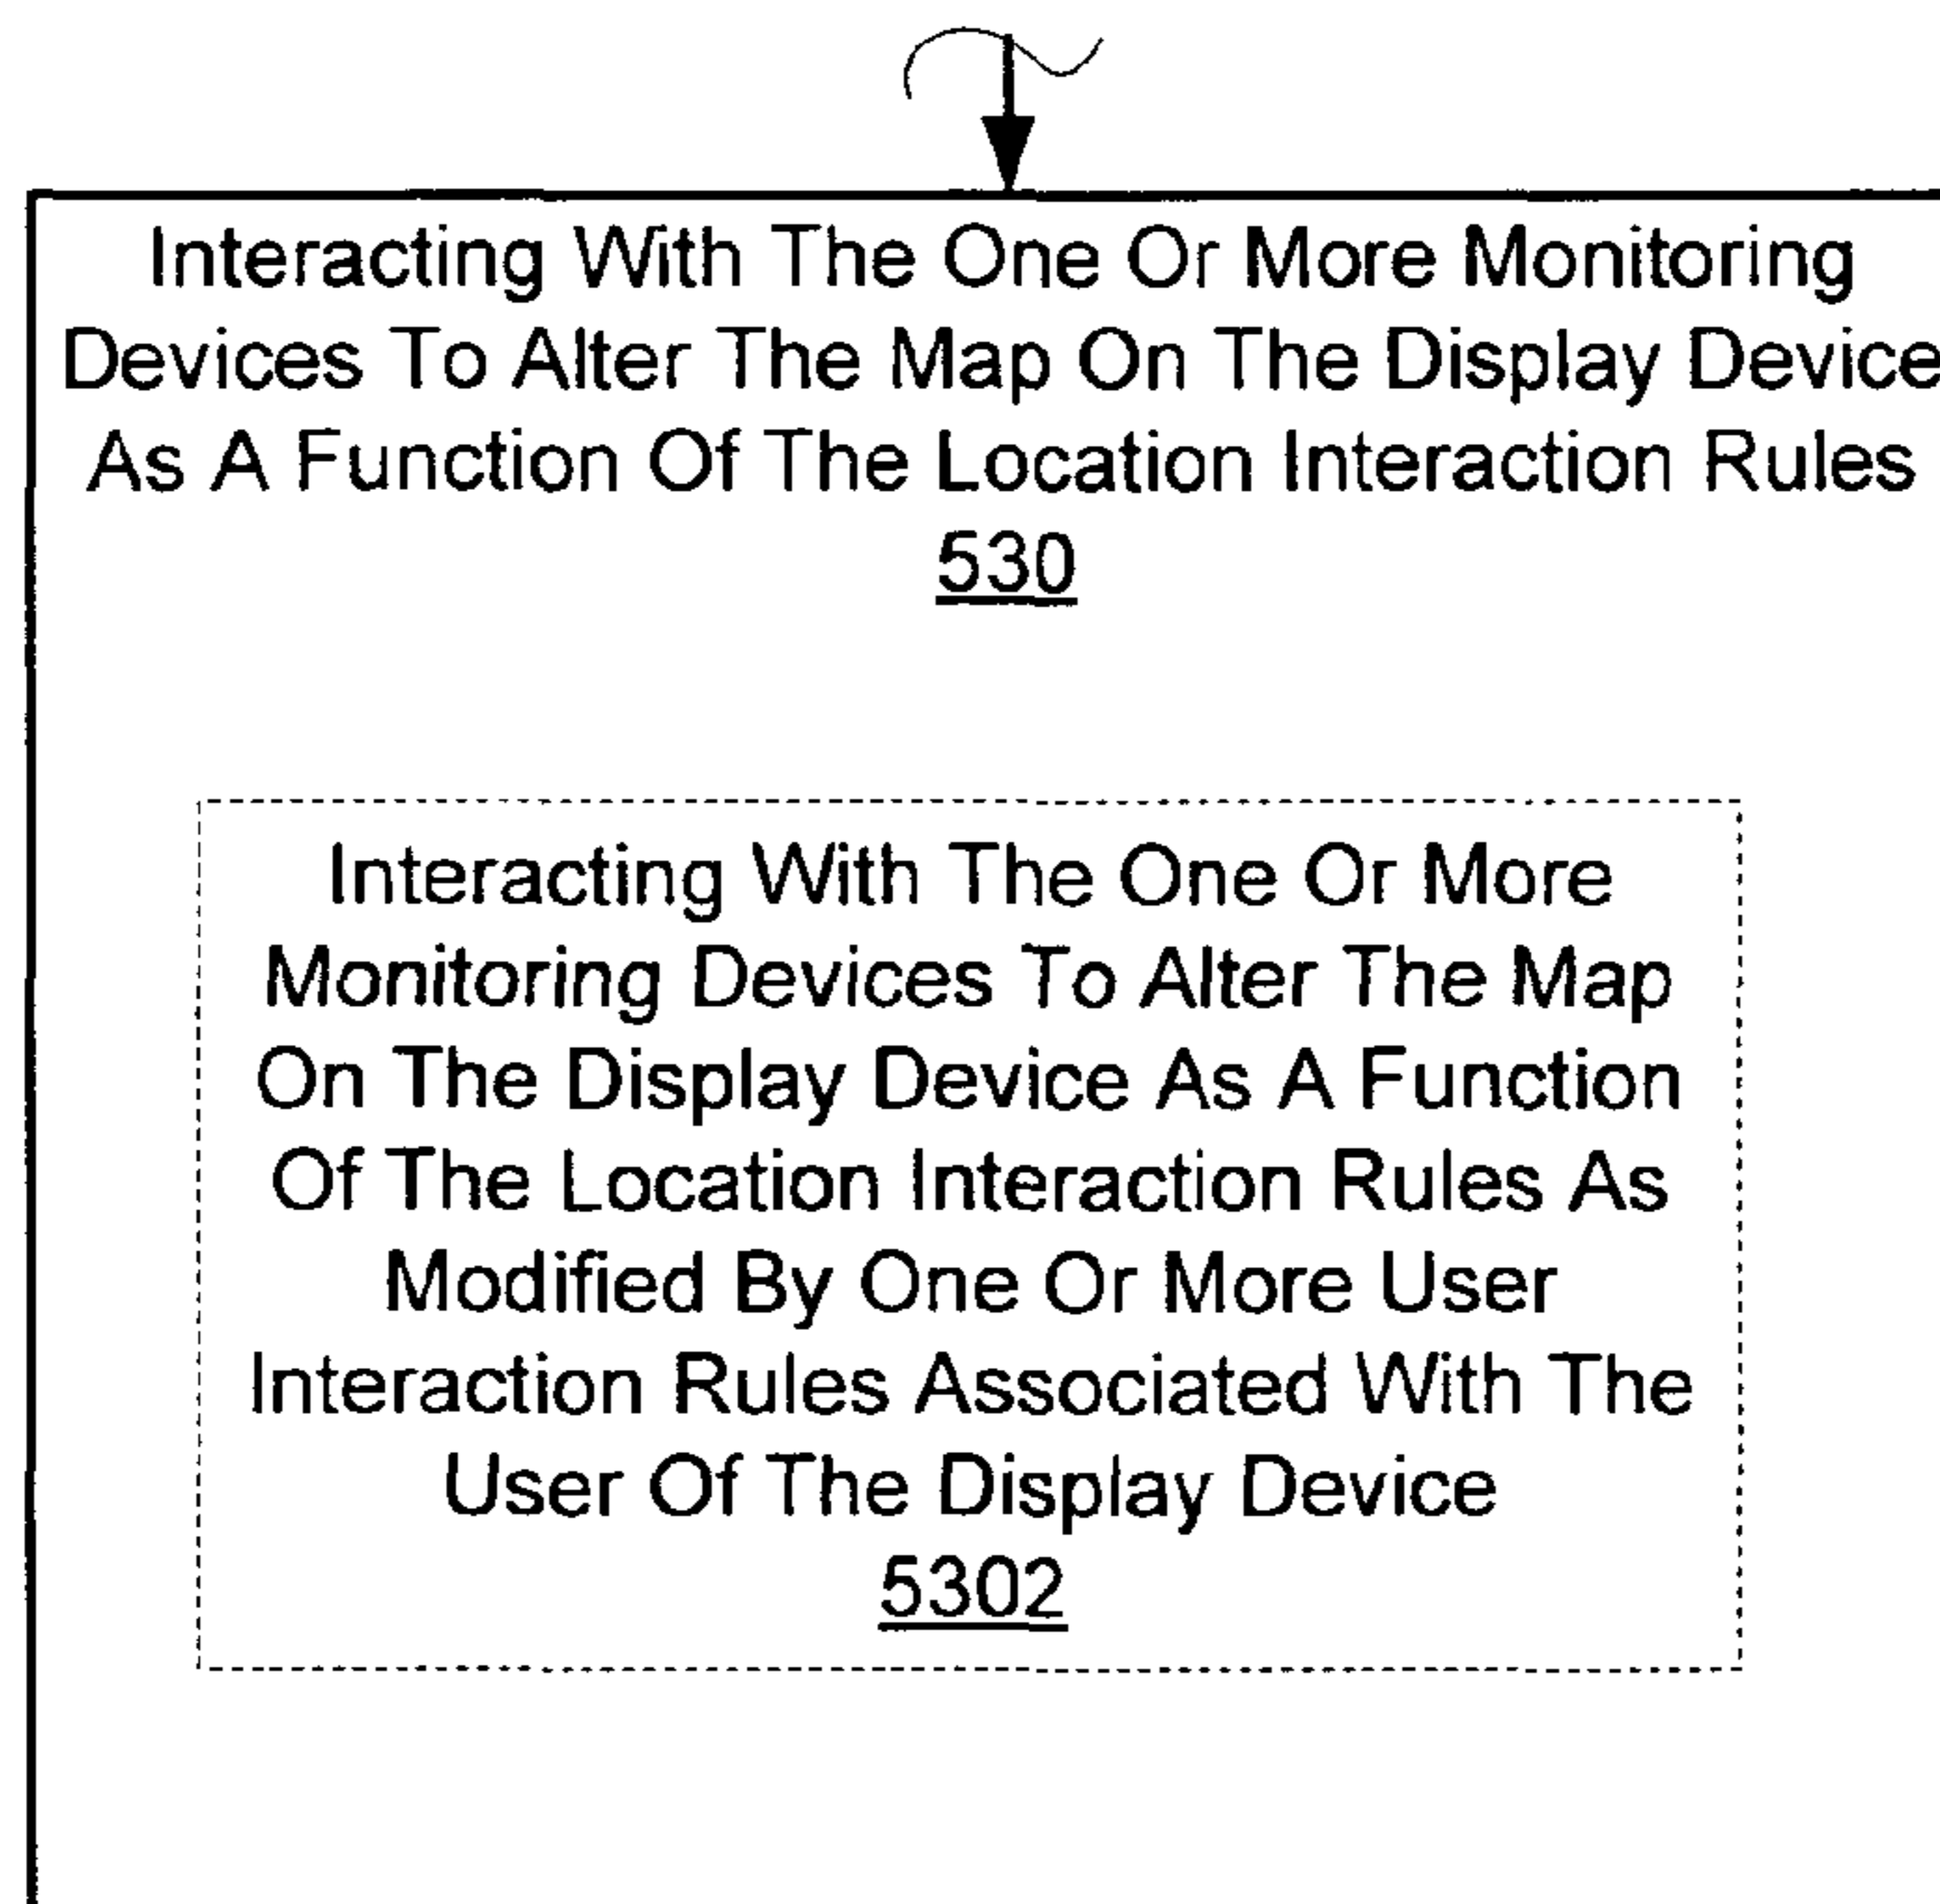 Interacting With The One Or More Monitoring
Devices To Alter The Map On The Display Device
As A Function Of The Location Interaction Rules
530
Interacting With The One Or More
Monitoring Devices To Alter The Map
On The Display Device As A Function
Of The Location Interaction Rules As
Modified By One Or More User
Interaction Rules Associated With The
User Of The Display Device
5302